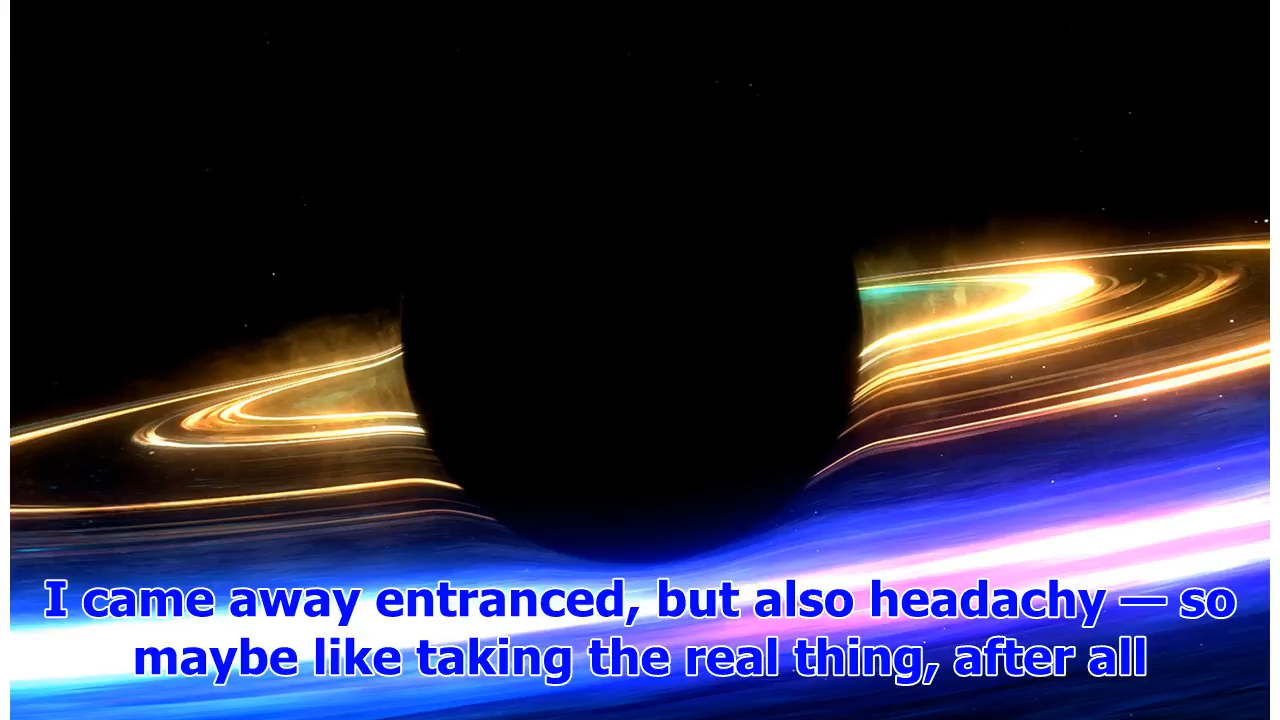 I came away entranced, but also headachy — so
maybe like taking the real thing, after all